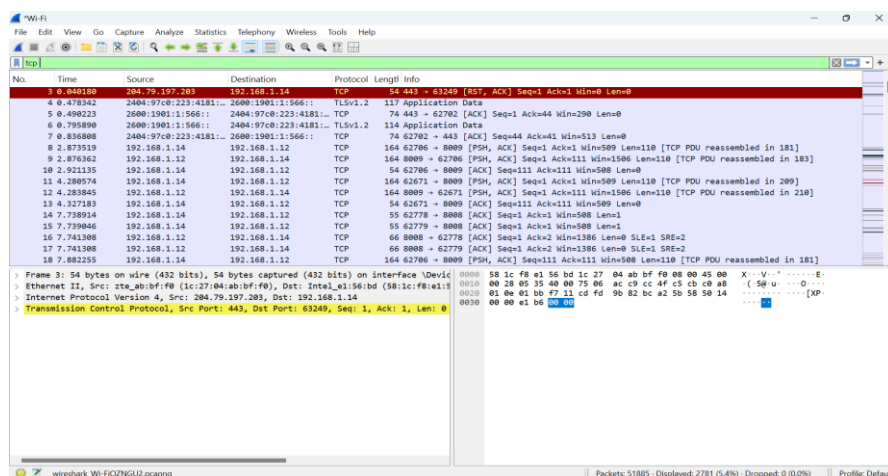 *Wi-Fi
File Edit View Go Capture Analyze Statistics Telephony Wireless Tools Help
tcp
No. Time Source Destination Protocol Lengtl Info
3 0.040180 204.79.197.203 192.168.1.14 TCP 54 443 → 63249 [RST, ACK] Seq=1 Ack=1 Win=0 Len=0
4 0.478342 2404:97c0:223:4181:… 2600:1901:1:566:: TLSv1.2 117 Application Data
5 0.490223 2600:1901:1:566:: 2404:97c0:223:4181:… TCP 74 443 → 62702 [ACK] Seq=1 Ack=44 Win=290 Len=0
6 0.795890 2600:1901:1:566:: 2404:97c0:223:4181:… TLSv1.2 114 Application Data
7 0.836808 2404:97c0:223:4181:… 2600:1901:1:566:: TCP 74 62702 → 443 [ACK] Seq=44 Ack=41 Win=513 Len=0
8 2.873519 192.168.1.14 192.168.1.12 TCP 164 62706 → 8009 [PSH, ACK] Seq=1 Ack=1 Win=509 Len=110 [TCP PDU reassembled in 181]
9 2.876362 192.168.1.12 192.168.1.14 TCP 164 8009 → 62706 [PSH, ACK] Seq=1 Ack=111 Win=1506 Len=110 [TCP PDU reassembled in 183]
10 2.921135 192.168.1.14 192.168.1.12 TCP 54 62706 → 8009 [ACK] Seq=111 Ack=111 Win=508 Len=0
11 4.280574 192.168.1.14 192.168.1.12 TCP 164 62671 → 8009 [PSH, ACK] Seq=1 Ack=1 Win=509 Len=110 [TCP PDU reassembled in 209]
12 4.283845 192.168.1.12 192.168.1.14 TCP 164 8009 → 62671 [PSH, ACK] Seq=1 Ack=111 Win=1506 Len=110 [TCP PDU reassembled in 210]
13 4.327183 192.168.1.14 192.168.1.12 TCP 54 62671 → 8009 [ACK] Seq=111 Ack=111 Win=509 Len=0
14 7.738914 192.168.1.14 192.168.1.12 TCP 55 62778 → 8008 [ACK] Seq=1 Ack=1 Win=508 Len=1
15 7.739046 192.168.1.14 192.168.1.12 TCP 55 62779 → 8008 [ACK] Seq=1 Ack=1 Win=508 Len=1
16 7.741308 192.168.1.12 192.168.1.14 TCP 66 8008 → 62778 [ACK] Seq=1 Ack=2 Win=1386 Len=0 SLE=1 SRE=2
17 7.741308 192.168.1.12 192.168.1.14 TCP 66 8008 → 62779 [ACK] Seq=1 Ack=2 Win=1386 Len=0 SLE=1 SRE=2
18 7.882255 192.168.1.14 192.168.1.12 TCP 164 62706 → 8009 [PSH, ACK] Seq=111 Ack=111 Win=508 Len=110 [TCP PDU reassembled in 181]
Frame 3: 54 bytes on wire (432 bits), 54 bytes captured (432 bits) on interface \Devic
Ethernet II, Src: zte_ab:bf:f0 (1c:27:04:ab:bf:f0), Dst: Intel_e1:56:bd (58:1c:f8:e1:5
Internet Protocol Version 4, Src: 204.79.197.203, Dst: 192.168.1.14
Transmission Control Protocol, Src Port: 443, Dst Port: 63249, Seq: 1, Ack: 1, Len: 0
0000 58 1c f8 e1 56 bd 1c 27 04 ab bf f0 08 00 45 00 X···V··' ······E·
0010 00 28 05 35 40 00 75 06 ac c9 cc 4f c5 cb c0 a8 ·(·5@·u· ···O····
0020 01 0e 01 bb f7 11 cd fd 9b 82 bc a2 5b 58 50 14 ········ ····[XP·
0030 00 00 e1 b6 00 00 ······
wireshark_Wi-FiOZNGU2.pcapng Packets: 51885 · Displayed: 2781 (5.4%) · Dropped: 0 (0.0%) Profile: Defau